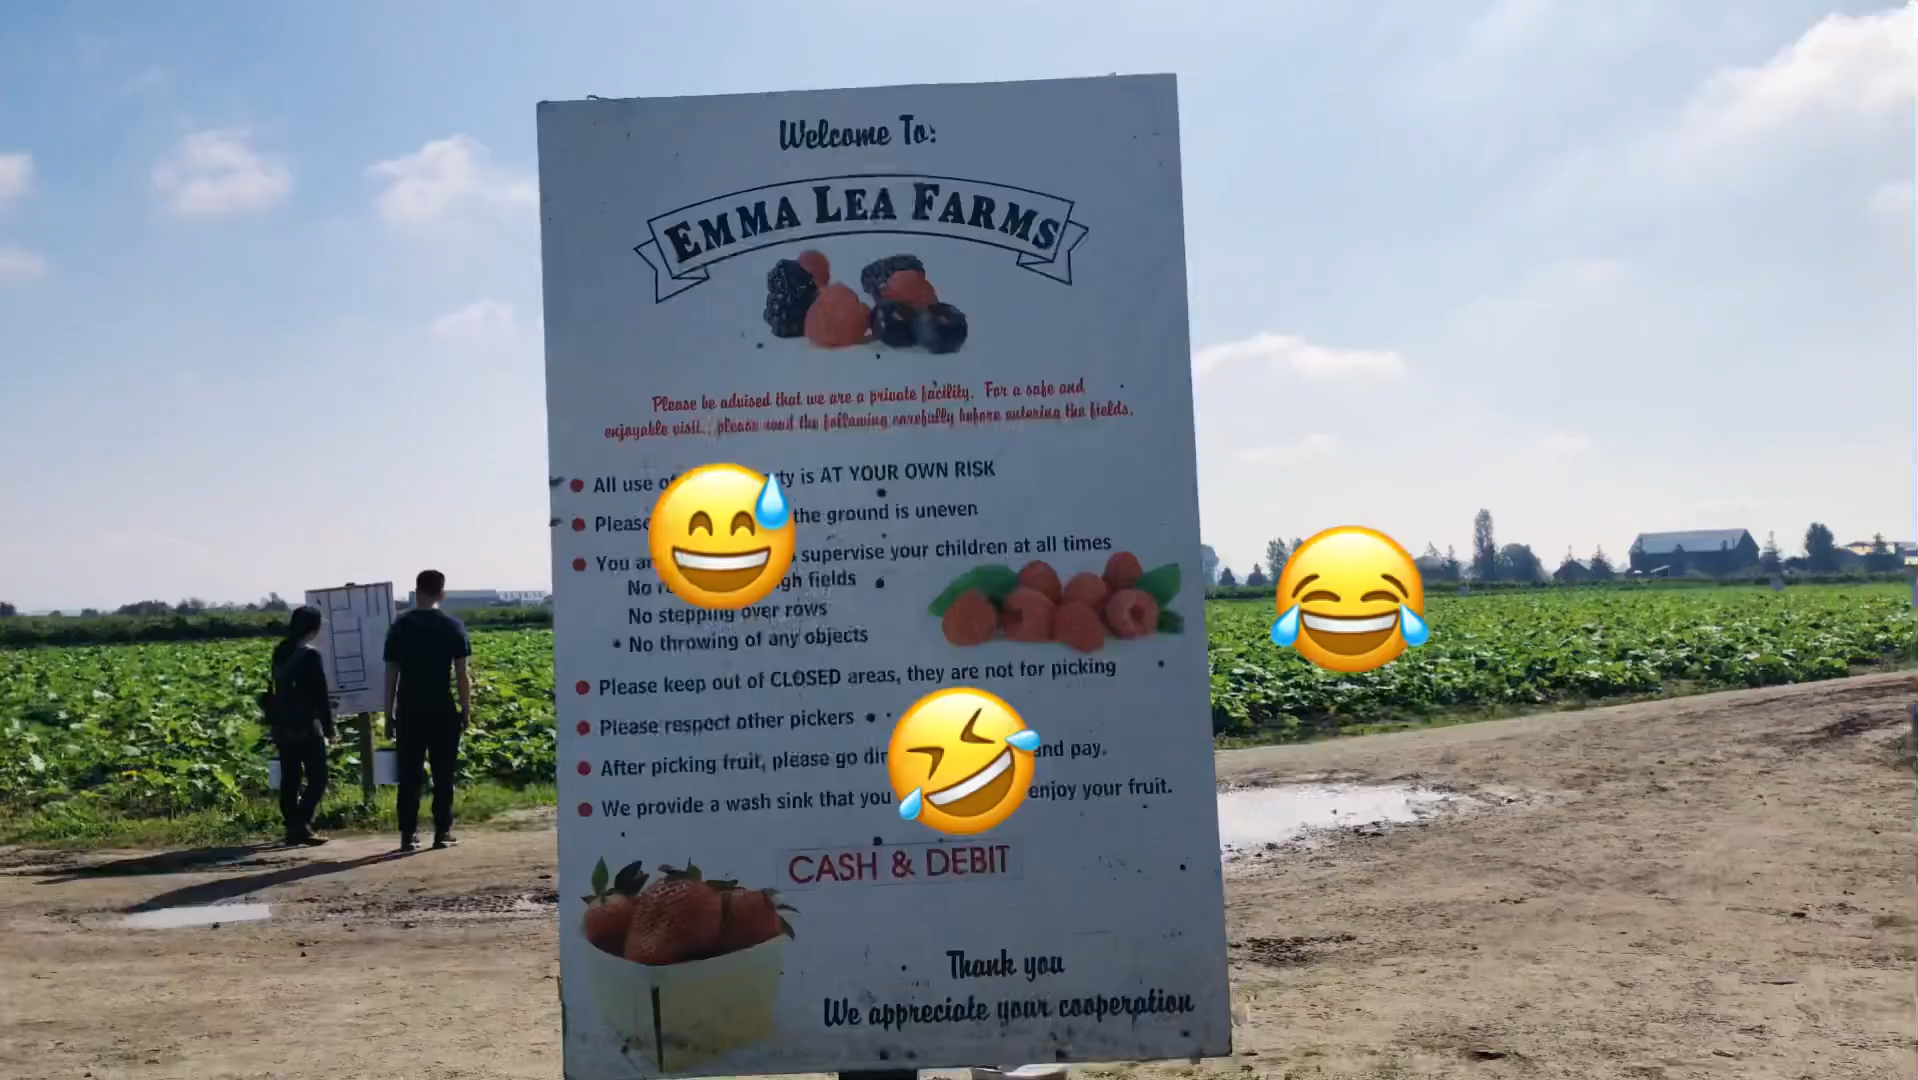 Welcome To:
EMMA LEA FARMS
Please be advised that we are a private facility. For a safe and
enjoyable visit, please read the following carefully before entering the fields.
All use of ty is AT YOUR OWN RISK
Please the ground is uneven
You ar supervise your children at all times
No gh fields
No stepping over rows
No throwing of any objects
Please keep out of CLOSED areas, they are not for picking
Please respect other pickers
After picking fruit, please go dir and pay.
We provide a wash sink that you enjoy your fruit.
CASH & DEBIT
Thank you
We appreciate your cooperation